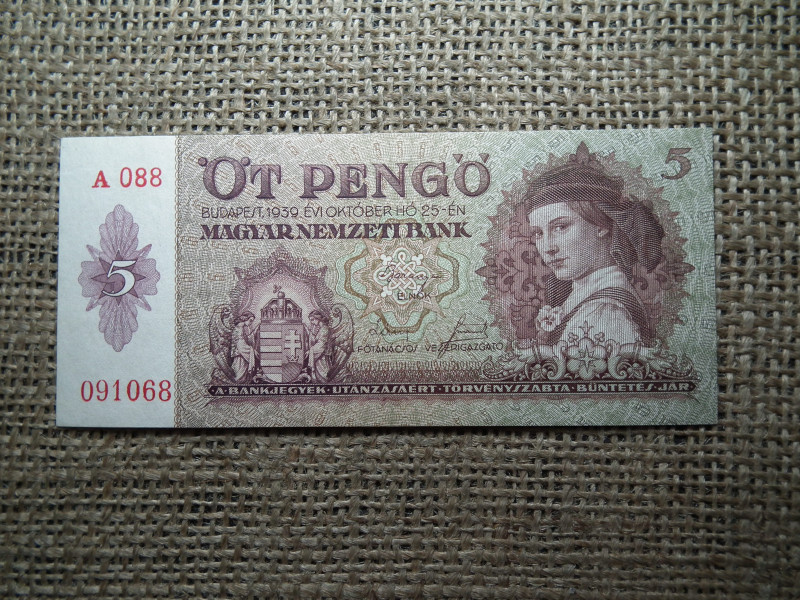 A 088
5
091068
ÖT PENGŐ
BUDAPEST, 1939. ÉVI OKTÓBER HÓ 25-ÉN
MAGYAR NEMZETI BANK
ELNÖK
FŐTANÁCSOS VEZÉRIGAZGATÓ
5
A·BANKJEGYEK·UTÁNZÁSÁÉRT·TÖRVÉNYSZABTA·BÜNTETÉS·JÁR